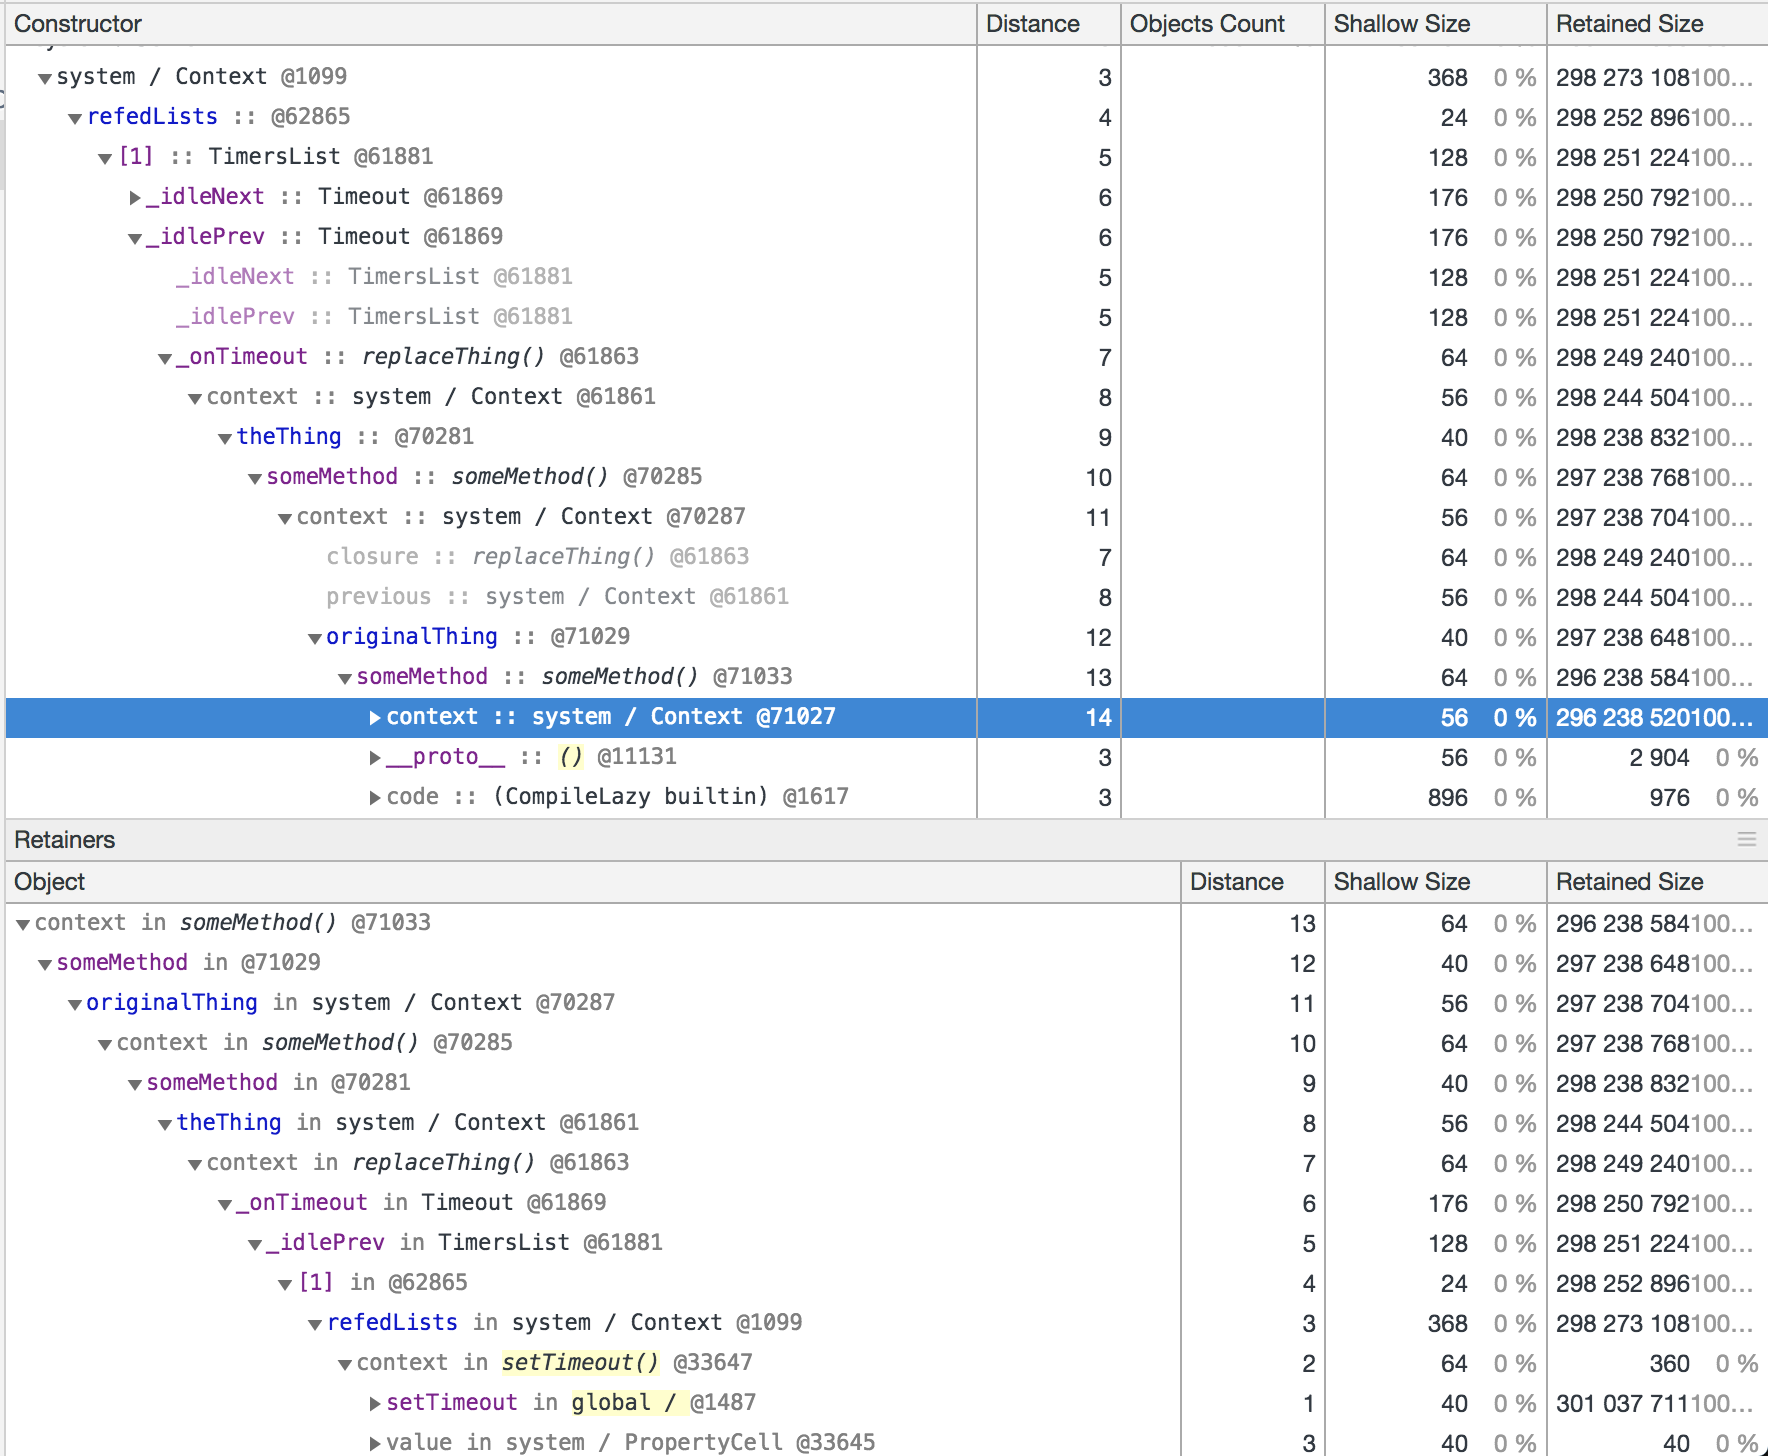 Constructor Distance Objects Count Shallow Size Retained Size
system / Context @1099 3 368 0 % 298 273 108 100…
refedLists :: @62865 4 24 0 % 298 252 896 100…
[1] :: TimersList @61881 5 128 0 % 298 251 224 100…
_idleNext :: Timeout @61869 6 176 0 % 298 250 792 100…
_idlePrev :: Timeout @61869 6 176 0 % 298 250 792 100…
_idleNext :: TimersList @61881 5 128 0 % 298 251 224 100…
_idlePrev :: TimersList @61881 5 128 0 % 298 251 224 100…
_onTimeout :: replaceThing() @61863 7 64 0 % 298 249 240 100…
context :: system / Context @61861 8 56 0 % 298 244 504 100…
theThing :: @70281 9 40 0 % 298 238 832 100…
someMethod :: someMethod() @70285 10 64 0 % 297 238 768 100…
context :: system / Context @70287 11 56 0 % 297 238 704 100…
closure :: replaceThing() @61863 7 64 0 % 298 249 240 100…
previous :: system / Context @61861 8 56 0 % 298 244 504 100…
originalThing :: @71029 12 40 0 % 297 238 648 100…
someMethod :: someMethod() @71033 13 64 0 % 296 238 584 100…
context :: system / Context @71027 14 56 0 % 296 238 520 100…
__proto__ :: () @11131 3 56 0 % 2 904 0 %
code :: (CompileLazy builtin) @1617 3 896 0 % 976 0 %
Retainers
Object Distance Shallow Size Retained Size
context in someMethod() @71033 13 64 0 % 296 238 584 100…
someMethod in @71029 12 40 0 % 297 238 648 100…
originalThing in system / Context @70287 11 56 0 % 297 238 704 100…
context in someMethod() @70285 10 64 0 % 297 238 768 100…
someMethod in @70281 9 40 0 % 298 238 832 100…
theThing in system / Context @61861 8 56 0 % 298 244 504 100…
context in replaceThing() @61863 7 64 0 % 298 249 240 100…
_onTimeout in Timeout @61869 6 176 0 % 298 250 792 100…
_idlePrev in TimersList @61881 5 128 0 % 298 251 224 100…
[1] in @62865 4 24 0 % 298 252 896 100…
refedLists in system / Context @1099 3 368 0 % 298 273 108 100…
context in setTimeout() @33647 2 64 0 % 360 0 %
setTimeout in global / @1487 1 40 0 % 301 037 711 100…
value in system / PropertyCell @33645 3 40 0 % 40 0 %